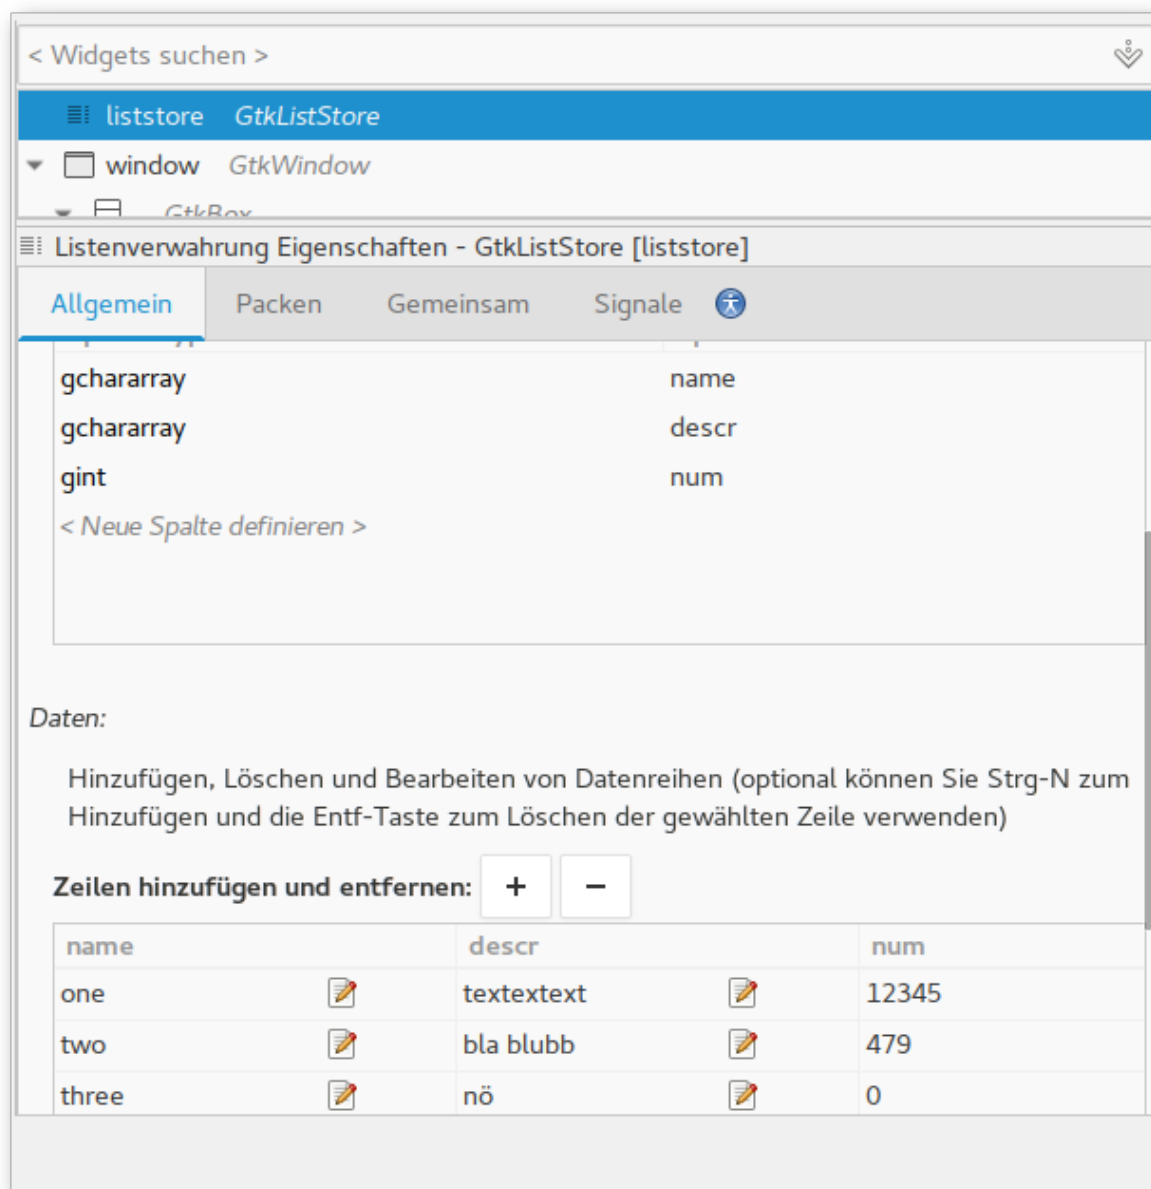 < Widgets suchen >
liststore GtkListStore
window GtkWindow
GtkBox
Listenverwahrung Eigenschaften - GtkListStore [liststore]
Allgemein Packen Gemeinsam Signale
gchararray name
gchararray descr
gint num
< Neue Spalte definieren >
Daten:
Hinzufügen, Löschen und Bearbeiten von Datenreihen (optional können Sie Strg-N zum
Hinzufügen und die Entf-Taste zum Löschen der gewählten Zeile verwenden)
Zeilen hinzufügen und entfernen: + −
name descr num
one textextext 12345
two bla blubb 479
three nö 0